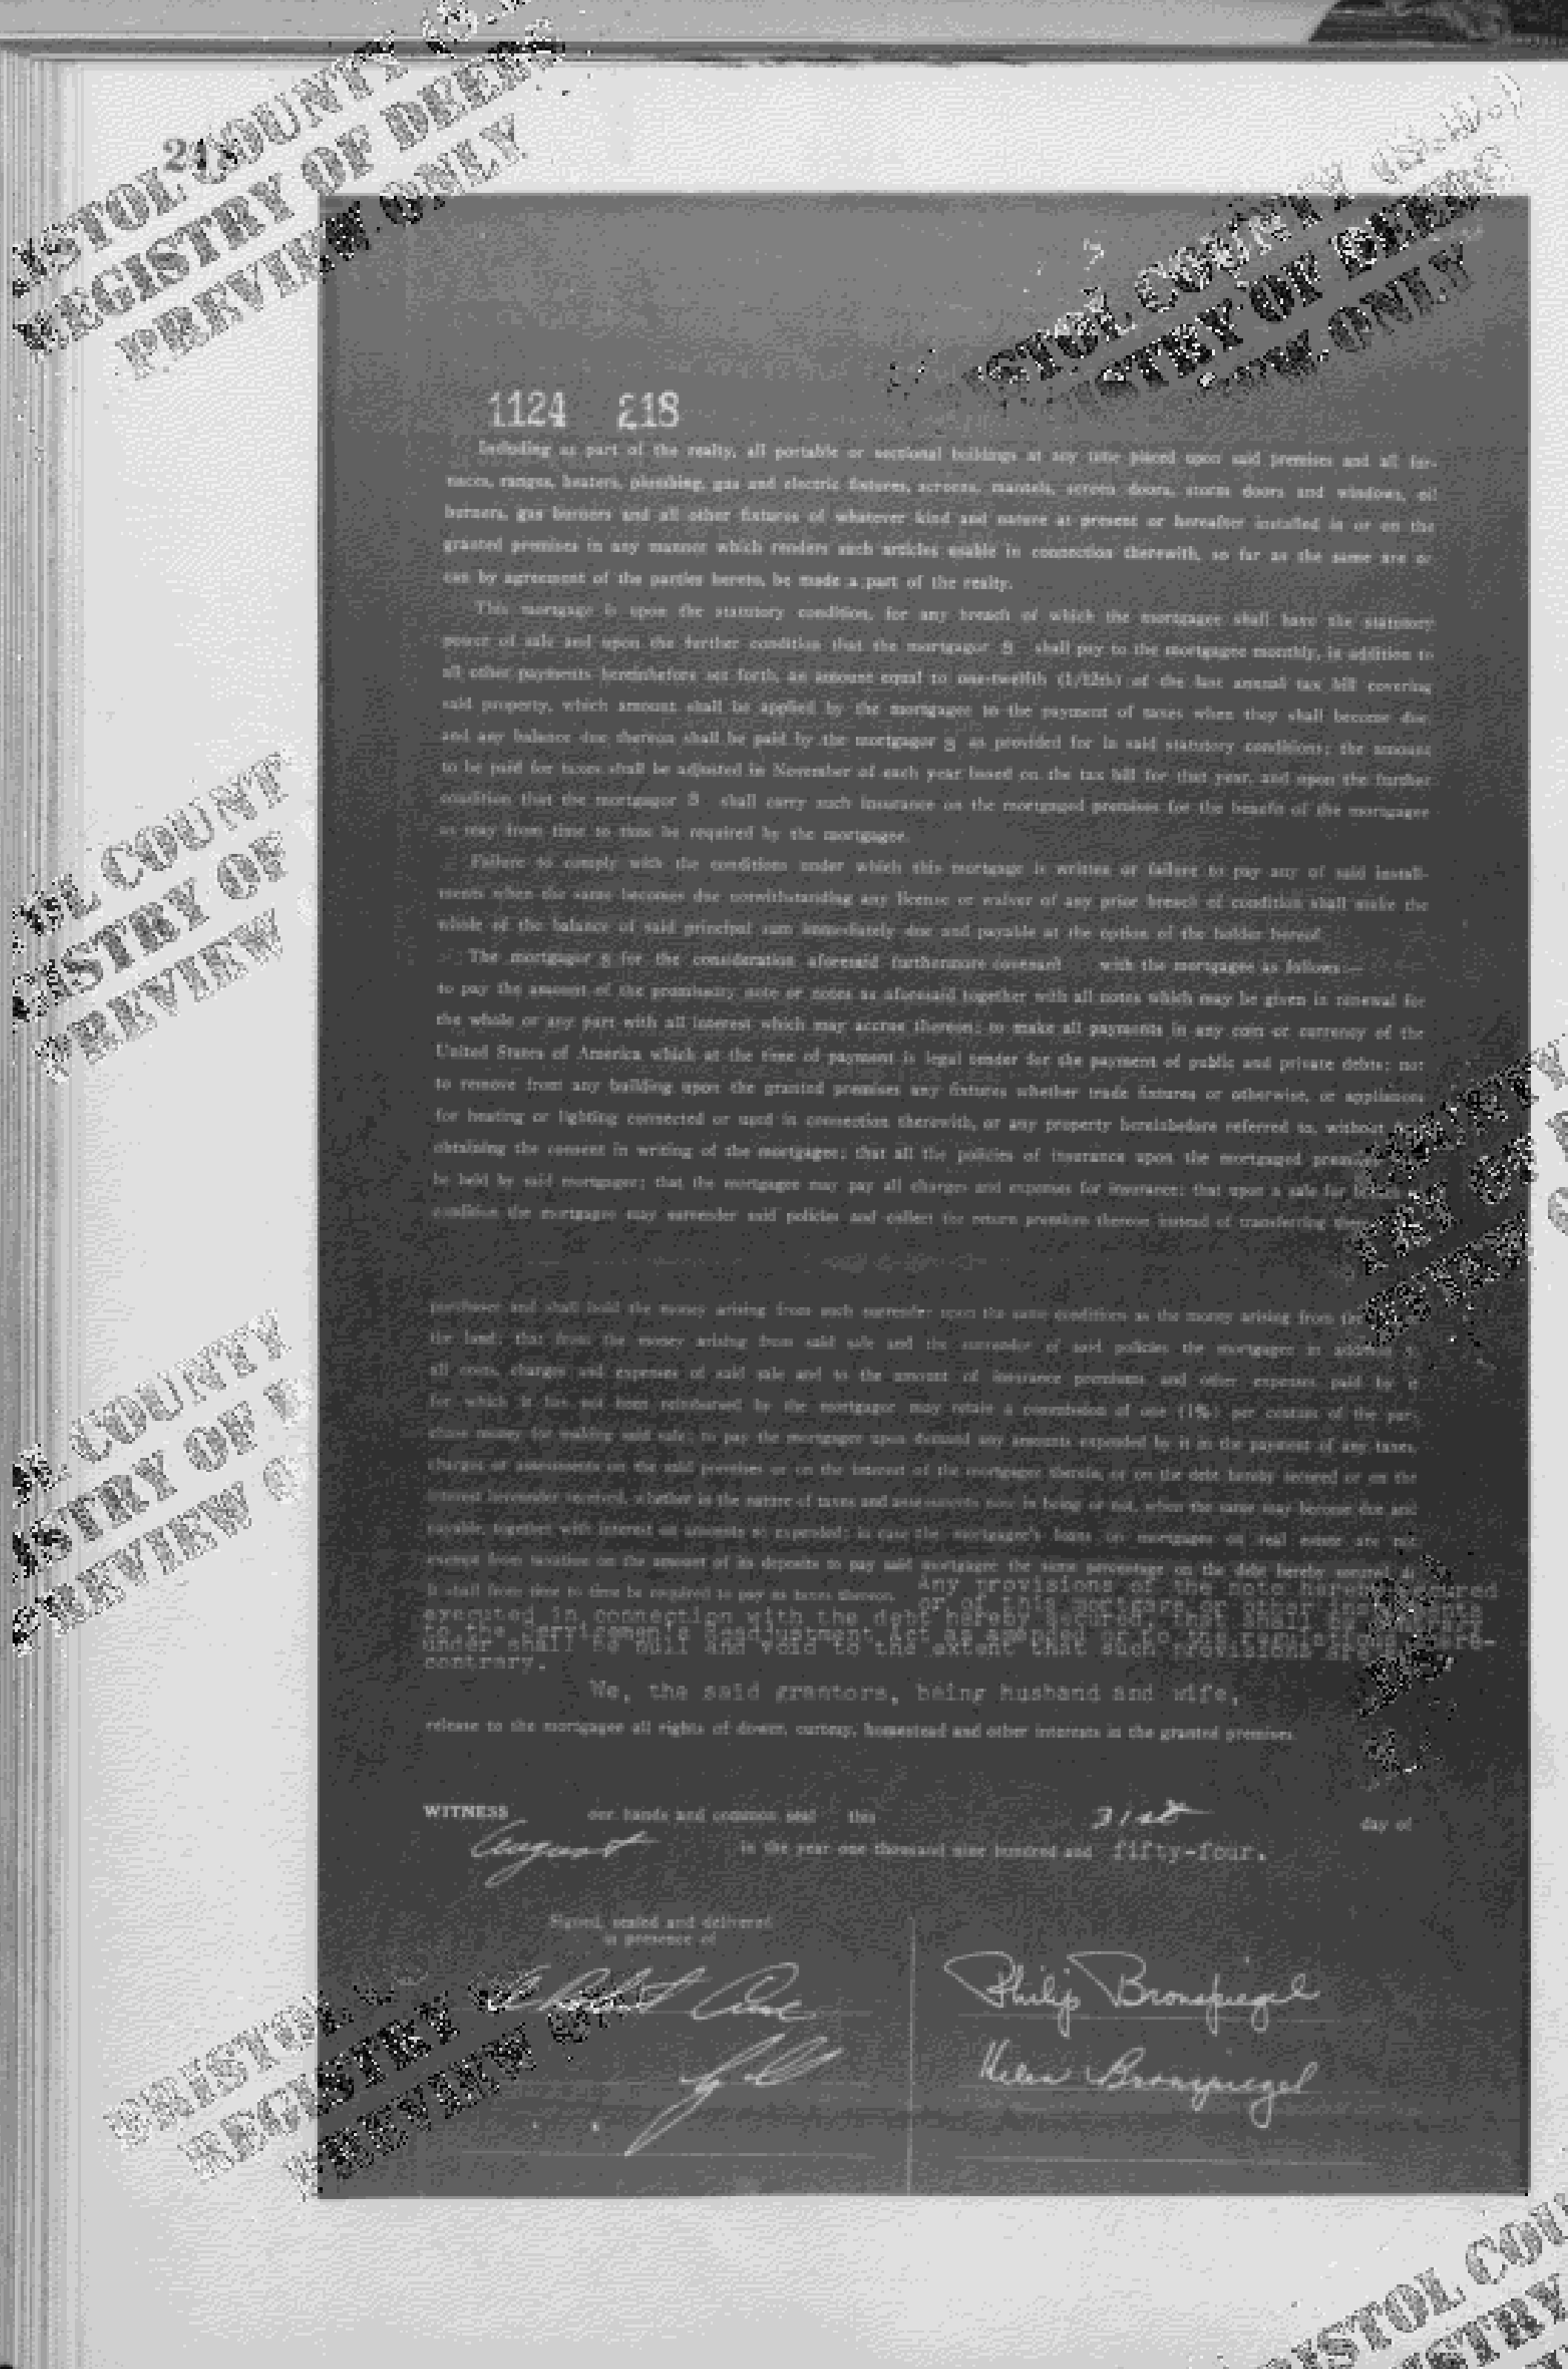 BRISTOL COUNTY
REGISTRY OF DEEDS
PREVIEW ONLY
1124 218
Including as part of the realty, all portable or sectional buildings at any time placed upon said premises and all fur-
naces, ranges, heaters, plumbing, gas and electric fixtures, screens, mantels, screen doors, storm doors and windows, oil
burners, gas burners and all other fixtures of whatever kind and nature at present or hereafter installed in or on the
granted premises in any manner which renders such articles usable in connection therewith, so far as the same are or
can by agreement of the parties hereto, be made a part of the realty.
This mortgage is upon the statutory condition, for any breach of which the mortgagee shall have the statutory
power of sale and upon the further condition that the mortgagor s shall pay to the mortgagee monthly, in addition to
all other payments hereinbefore set forth, an amount equal to one-twelfth (1/12th) of the last annual tax bill covering
said property, which amount shall be applied by the mortgagee to the payment of taxes when they shall become due
and any balance due thereon shall be paid by the mortgagor s as provided for in said statutory conditions; the amount
to be paid for taxes shall be adjusted in November of each year based on the tax bill for that year, and upon the further
condition that the mortgagor s shall carry such insurance on the mortgaged premises for the benefit of the mortgagee
as may from time to time be required by the mortgagee.
Failure to comply with the conditions under which this mortgage is written or failure to pay any of said install-
ments when the same becomes due notwithstanding any license or waiver of any prior breach of condition shall make the
whole of the balance of said principal sum immediately due and payable at the option of the holder hereof.
The mortgagor s for the consideration aforesaid furthermore covenant with the mortgagee as follows:—
to pay the amount of the promissory note or notes as aforesaid together with all notes which may be given in renewal for
the whole or any part with all interest which may accrue thereon; to make all payments in any coin or currency of the
United States of America which at the time of payment is legal tender for the payment of public and private debts; not
to remove from any building upon the granted premises any fixtures whether trade fixtures or otherwise, or appliances
for heating or lighting connected or used in connection therewith, or any property hereinbefore referred to, without
obtaining the consent in writing of the mortgagee; that all the policies of insurance upon the mortgaged premises
be held by said mortgagee; that the mortgagee may pay all charges and expenses for insurance; that upon a sale for breach
condition the mortgagee may surrender said policies and collect the return premium thereon instead of transferring
purchaser and shall hold the money arising from such surrender upon the same conditions as the money arising from the
the land; that from the money arising from said sale and the surrender of said policies the mortgagee in addition
all costs, charges and expenses of said sale and to the amount of insurance premiums and other expenses paid by it
for which it has not been reimbursed by the mortgagor may retain a commission of one (1%) per centum of the pur-
chase money for making said sale; to pay the mortgagee upon demand any amounts expended by it in the payment of any taxes,
charges or assessments on the said premises or on the interest of the mortgagee therein, or on the debt hereby secured or on the
interest hereunder received, whether in the nature of taxes and assessments now in being or not, when the same may become due and
payable, together with interest on amounts so expended; in case the mortgagee's loans on mortgages on real estate are not
exempt from taxation on the amount of its deposits to pay said mortgagee the same percentage on the debt hereby secured as
it shall from time to time be required to pay as taxes thereon. Any provisions of the note hereby secured
or of this mortgage or other instruments
executed in connection with the debt hereby secured, that shall be contrary
to the Servicemen's Readjustment Act as amended or to the regulations there-
under shall be null and void to the extent that such provisions are
contrary.
We, the said grantors, being husband and wife,
release to the mortgagee all rights of dower, curtesy, homestead and other interests in the granted premises.
WITNESS our hands and common seal this 31st day of
August in the year one thousand nine hundred and fifty-four.
Signed, sealed and delivered
in presence of
Philip Bronspiegel
Helen Bronspiegel